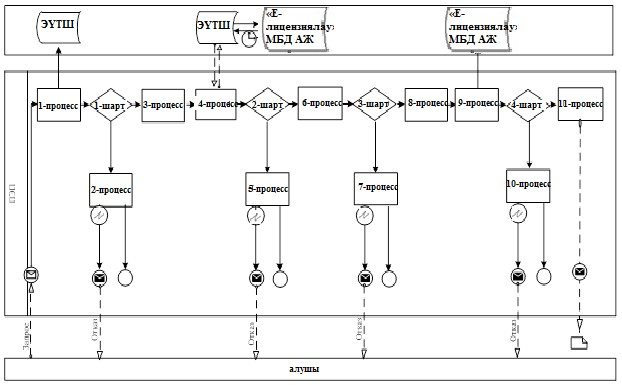 ЭҮТШ
ЭҮТШ
«Е-
лицензиялау»
МБД АЖ
«Е-
лицензиялау»
МБД АЖ
1-процесс
1-шарт
3-процесс
4-процесс
2-шарт
6-процесс
3-шарт
8-процесс
9-процесс
4-шарт
11-процесс
2-процесс
5-процесс
7-процесс
10-процесс
Запрос
Отказ
Отказ
Отказ
Отказ
алушы